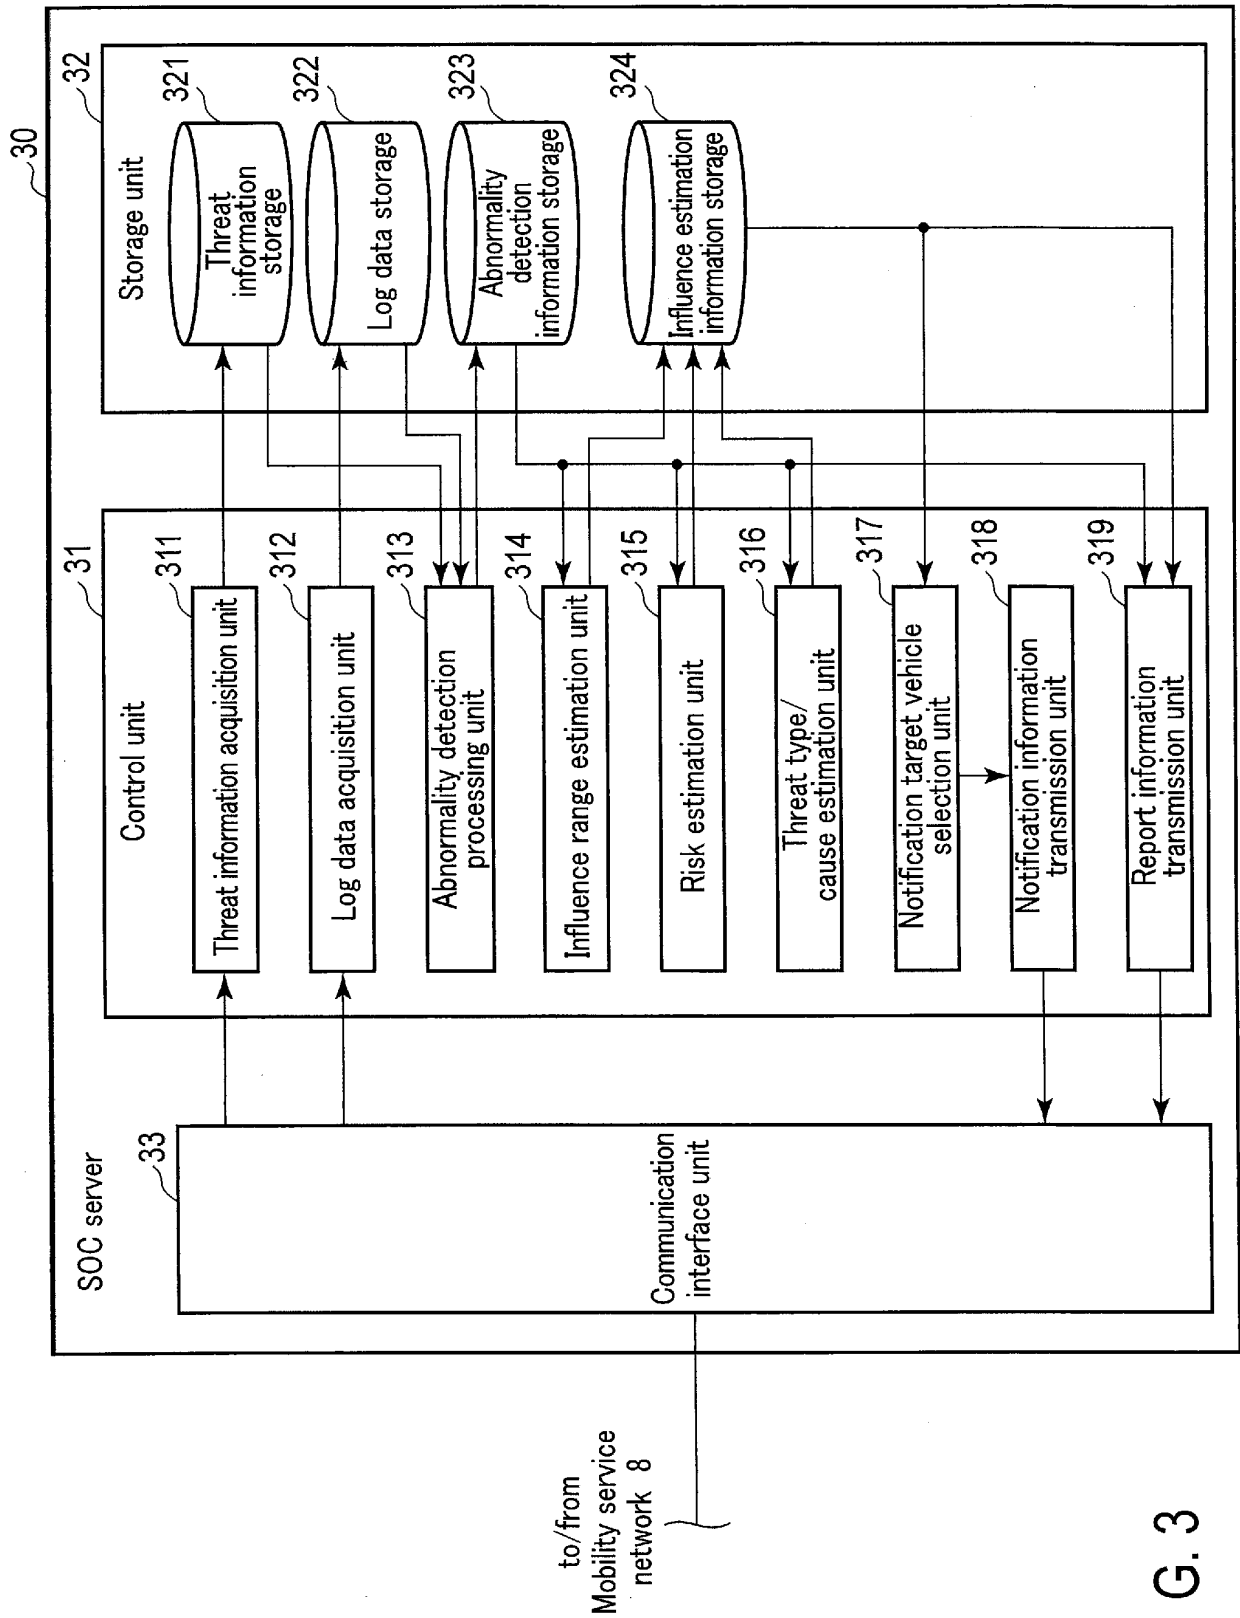 30
SOC server
33
Communication
interface unit
to/from
Mobility service
network 8
31
Control unit
311
Threat information acquisition unit
312
Log data acquisition unit
313
Abnormality detection
processing unit
314
Influence range estimation unit
315
Risk estimation unit
316
Threat type/
cause estimation unit
317
Notification target vehicle
selection unit
318
Notification information
transmission unit
319
Report information
transmission unit
32
Storage unit
321
Threat
information
storage
322
Log data storage
323
Abnormality
detection
information storage
324
Influence estimation
information storage
G. 3